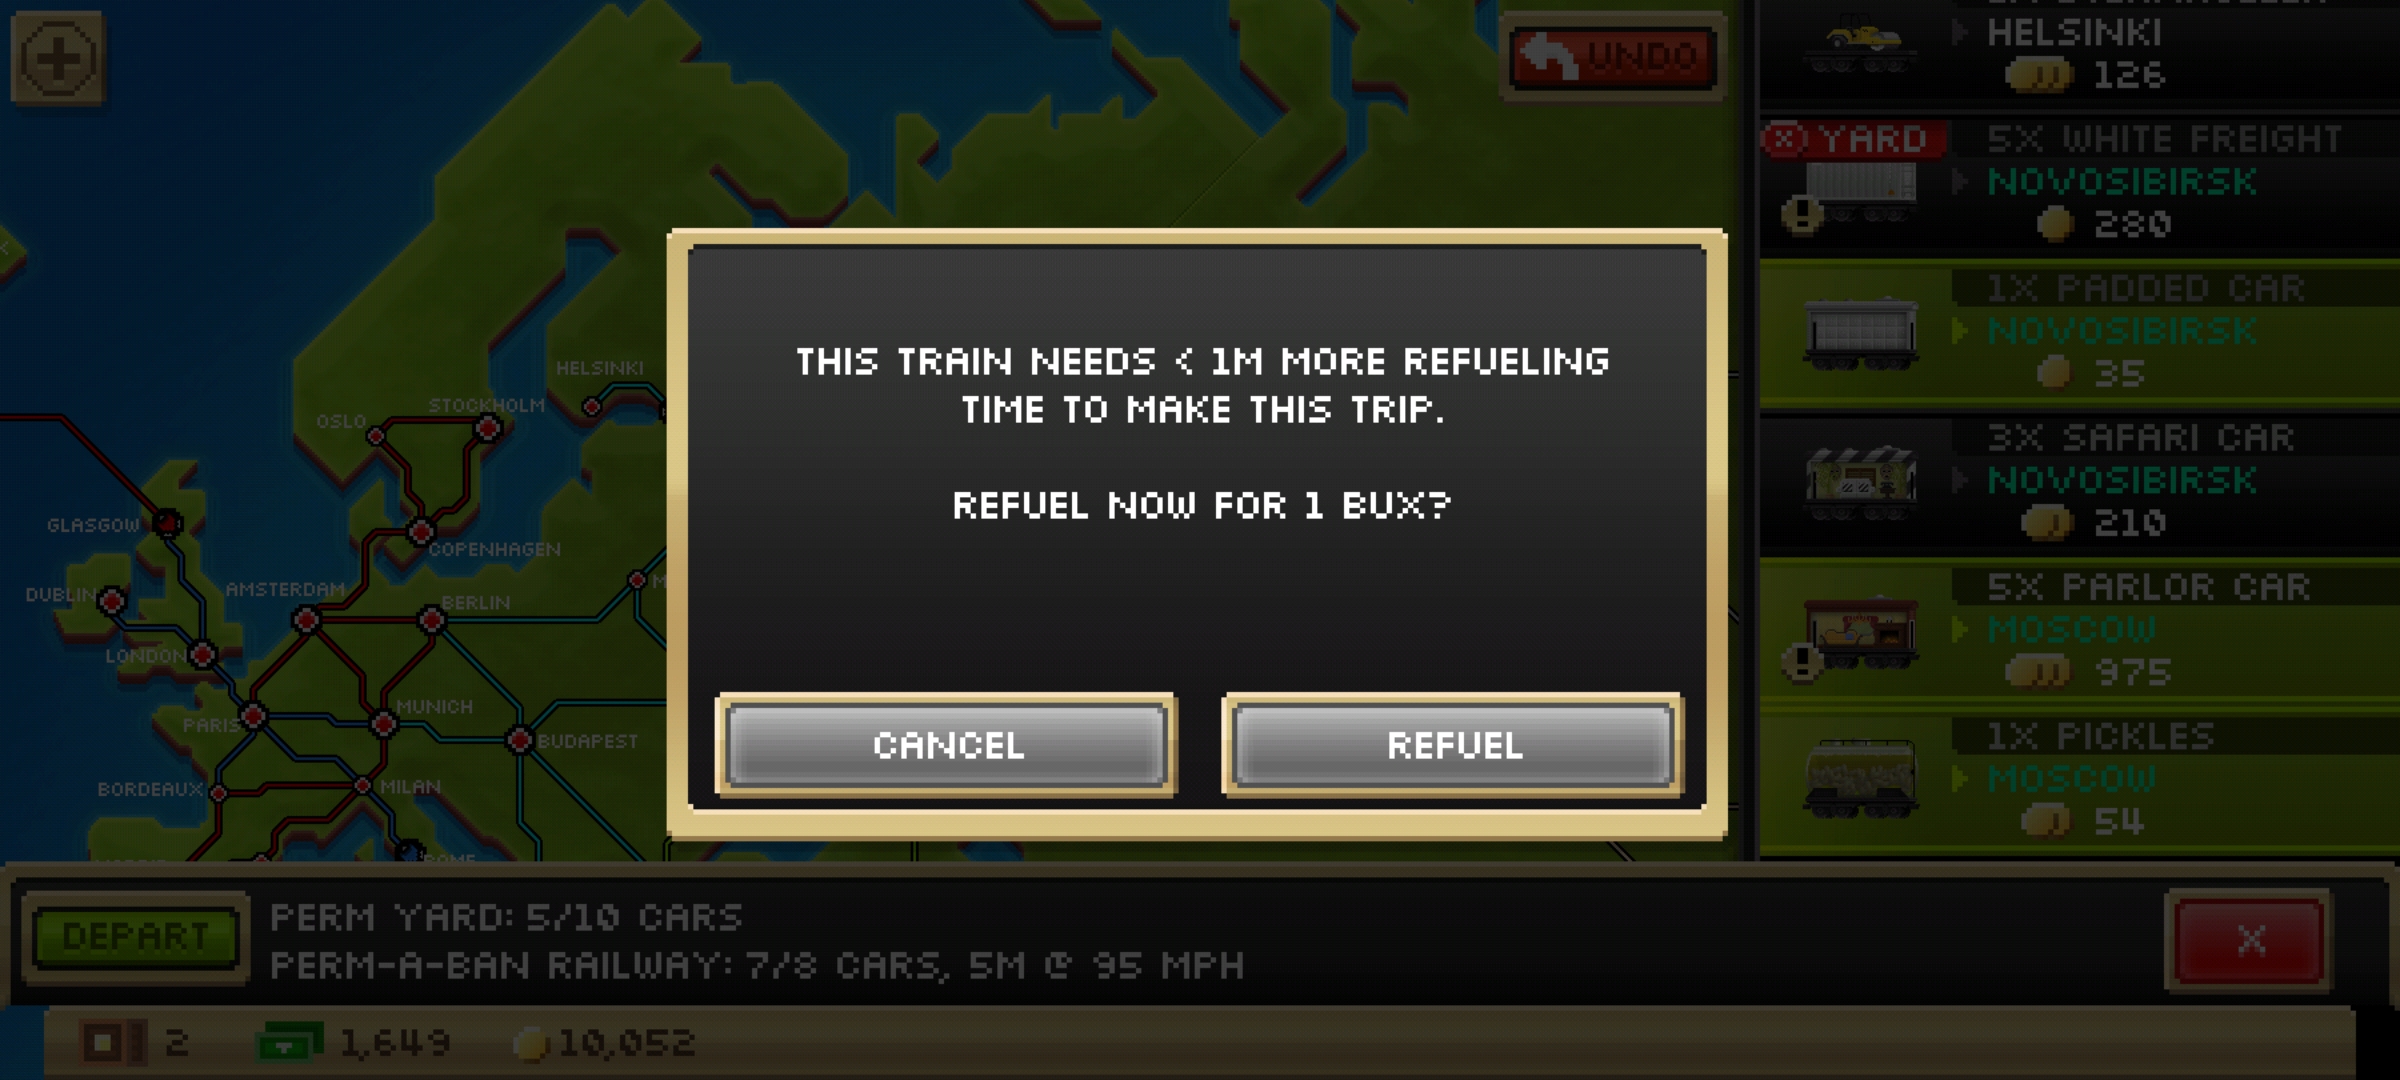 UNDO
HELSINKI
126
YARD
5X WHITE FREIGHT
NOVOSIBIRSK
280
1X PADDED CAR
NOVOSIBIRSK
35
3X SAFARI CAR
NOVOSIBIRSK
210
5X PARLOR CAR
MOSCOW
975
1X PICKLES
MOSCOW
54
THIS TRAIN NEEDS < 1M MORE REFUELING
TIME TO MAKE THIS TRIP.
REFUEL NOW FOR 1 BUX?
CANCEL
REFUEL
HELSINKI
STOCKHOLM
OSLO
GLASGOW
COPENHAGEN
DUBLIN
AMSTERDAM
BERLIN
LONDON
MUNICH
PARIS
BUDAPEST
BORDEAUX
MILAN
ROME
DEPART
PERM YARD: 5/10 CARS
PERM-A-BAN RAILWAY: 7/8 CARS, 5M @ 95 MPH
X
2
1,649
10,052